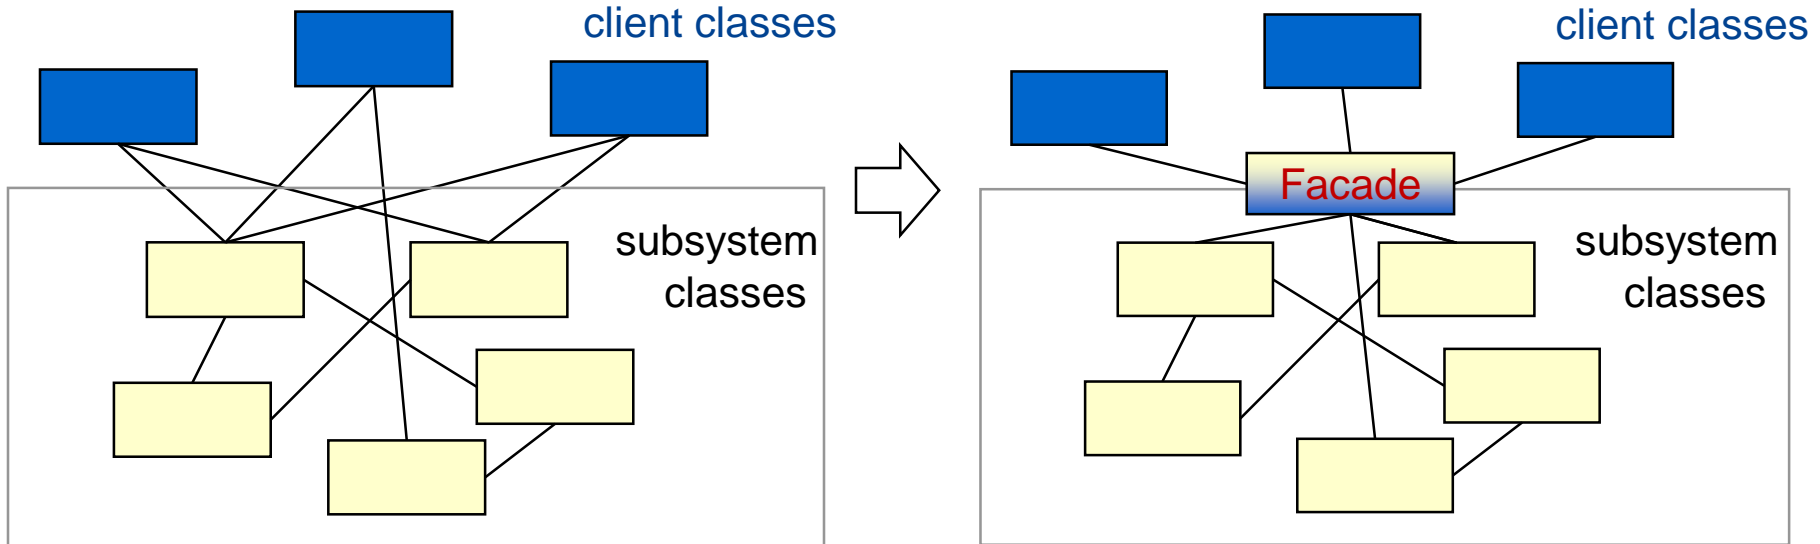 client classes
subsystem
classes
client classes
Facade
subsystem
classes